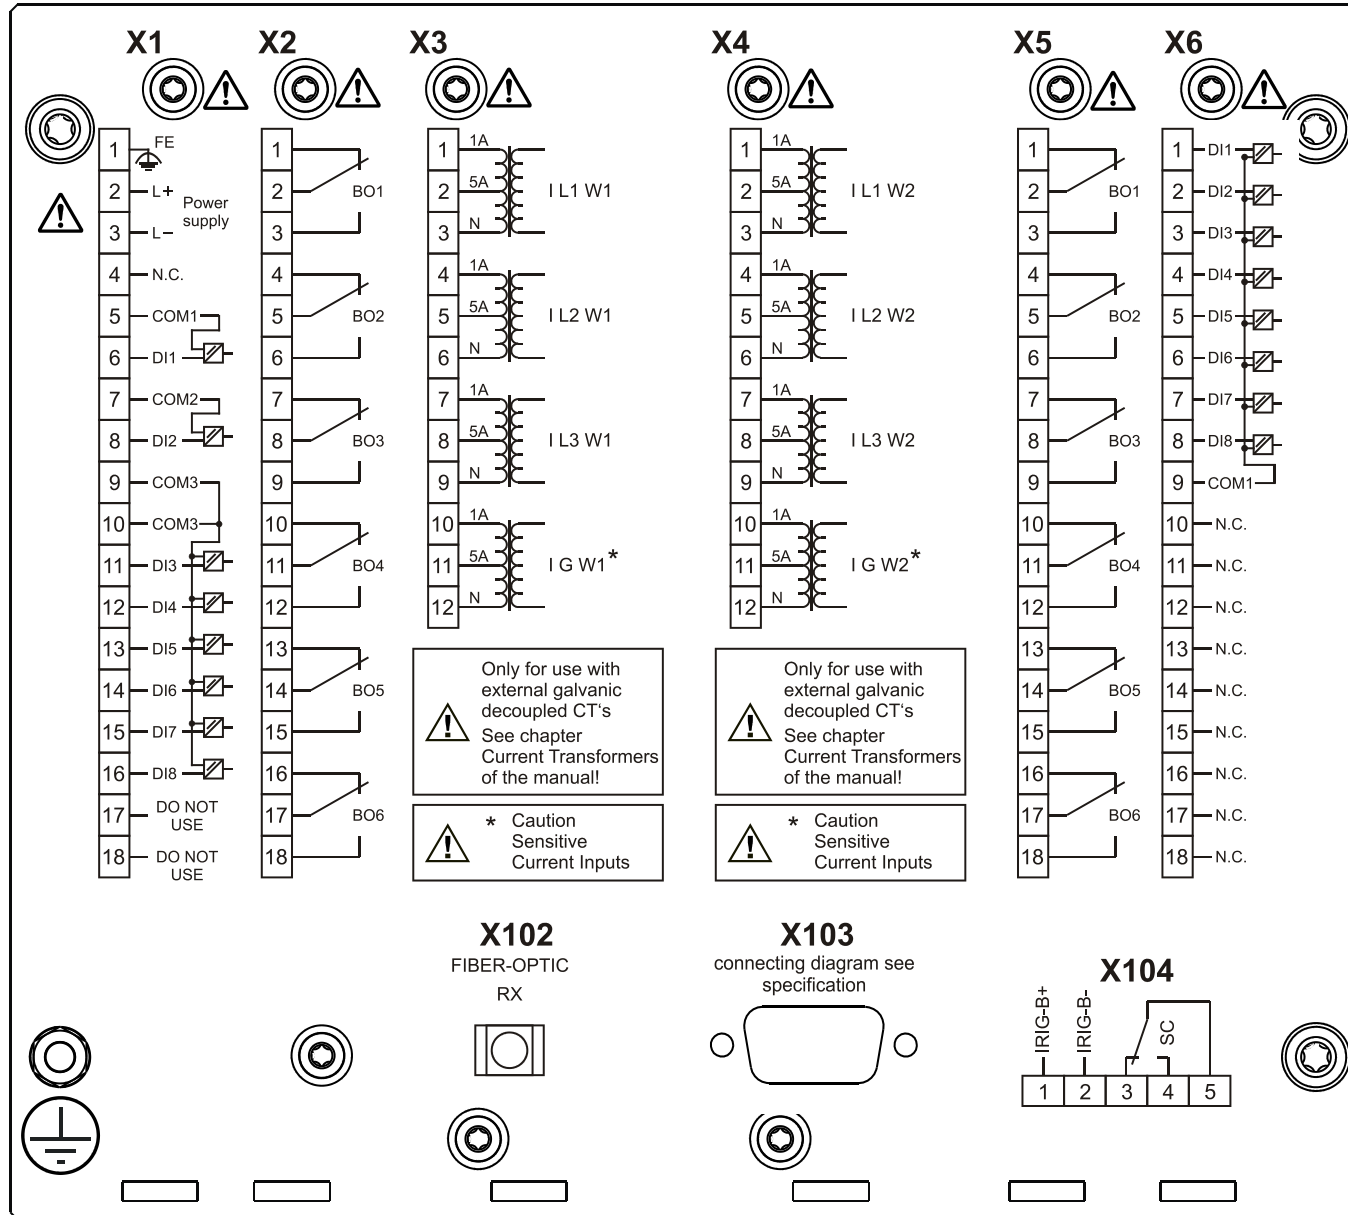 X1
X2
X3
X4
X5
X6
1 FE
2 L+
Power
supply
3 L–
4 N.C.
5 COM1
6 DI1
7 COM2
8 DI2
9 COM3
10 COM3
11 DI3
12 DI4
13 DI5
14 DI6
15 DI7
16 DI8
17 DO NOT
USE
18 DO NOT
USE
1
2 BO1
3
4
5 BO2
6
7
8 BO3
9
10
11 BO4
12
13
14 BO5
15
16
17 BO6
18
1 1A
2 5A I L1 W1
3 N
4 1A
5 5A I L2 W1
6 N
7 1A
8 5A I L3 W1
9 N
10 1A
11 5A I G W1*
12 N
Only for use with
external galvanic
decoupled CT‘s
See chapter
Current Transformers
of the manual!
* Caution
Sensitive
Current Inputs
1 1A
2 5A I L1 W2
3 N
4 1A
5 5A I L2 W2
6 N
7 1A
8 5A I L3 W2
9 N
10 1A
11 5A I G W2*
12 N
Only for use with
external galvanic
decoupled CT‘s
See chapter
Current Transformers
of the manual!
* Caution
Sensitive
Current Inputs
1
2 BO1
3
4
5 BO2
6
7
8 BO3
9
10
11 BO4
12
13
14 BO5
15
16
17 BO6
18
1 DI1
2 DI2
3 DI3
4 DI4
5 DI5
6 DI6
7 DI7
8 DI8
9 COM1
10 N.C.
11 N.C.
12 N.C.
13 N.C.
14 N.C.
15 N.C.
16 N.C.
17 N.C.
18 N.C.
X102
FIBER-OPTIC
RX
X103
connecting diagram see
specification
X104
IRIG-B+
IRIG-B-
SC
1 2 3 4 5